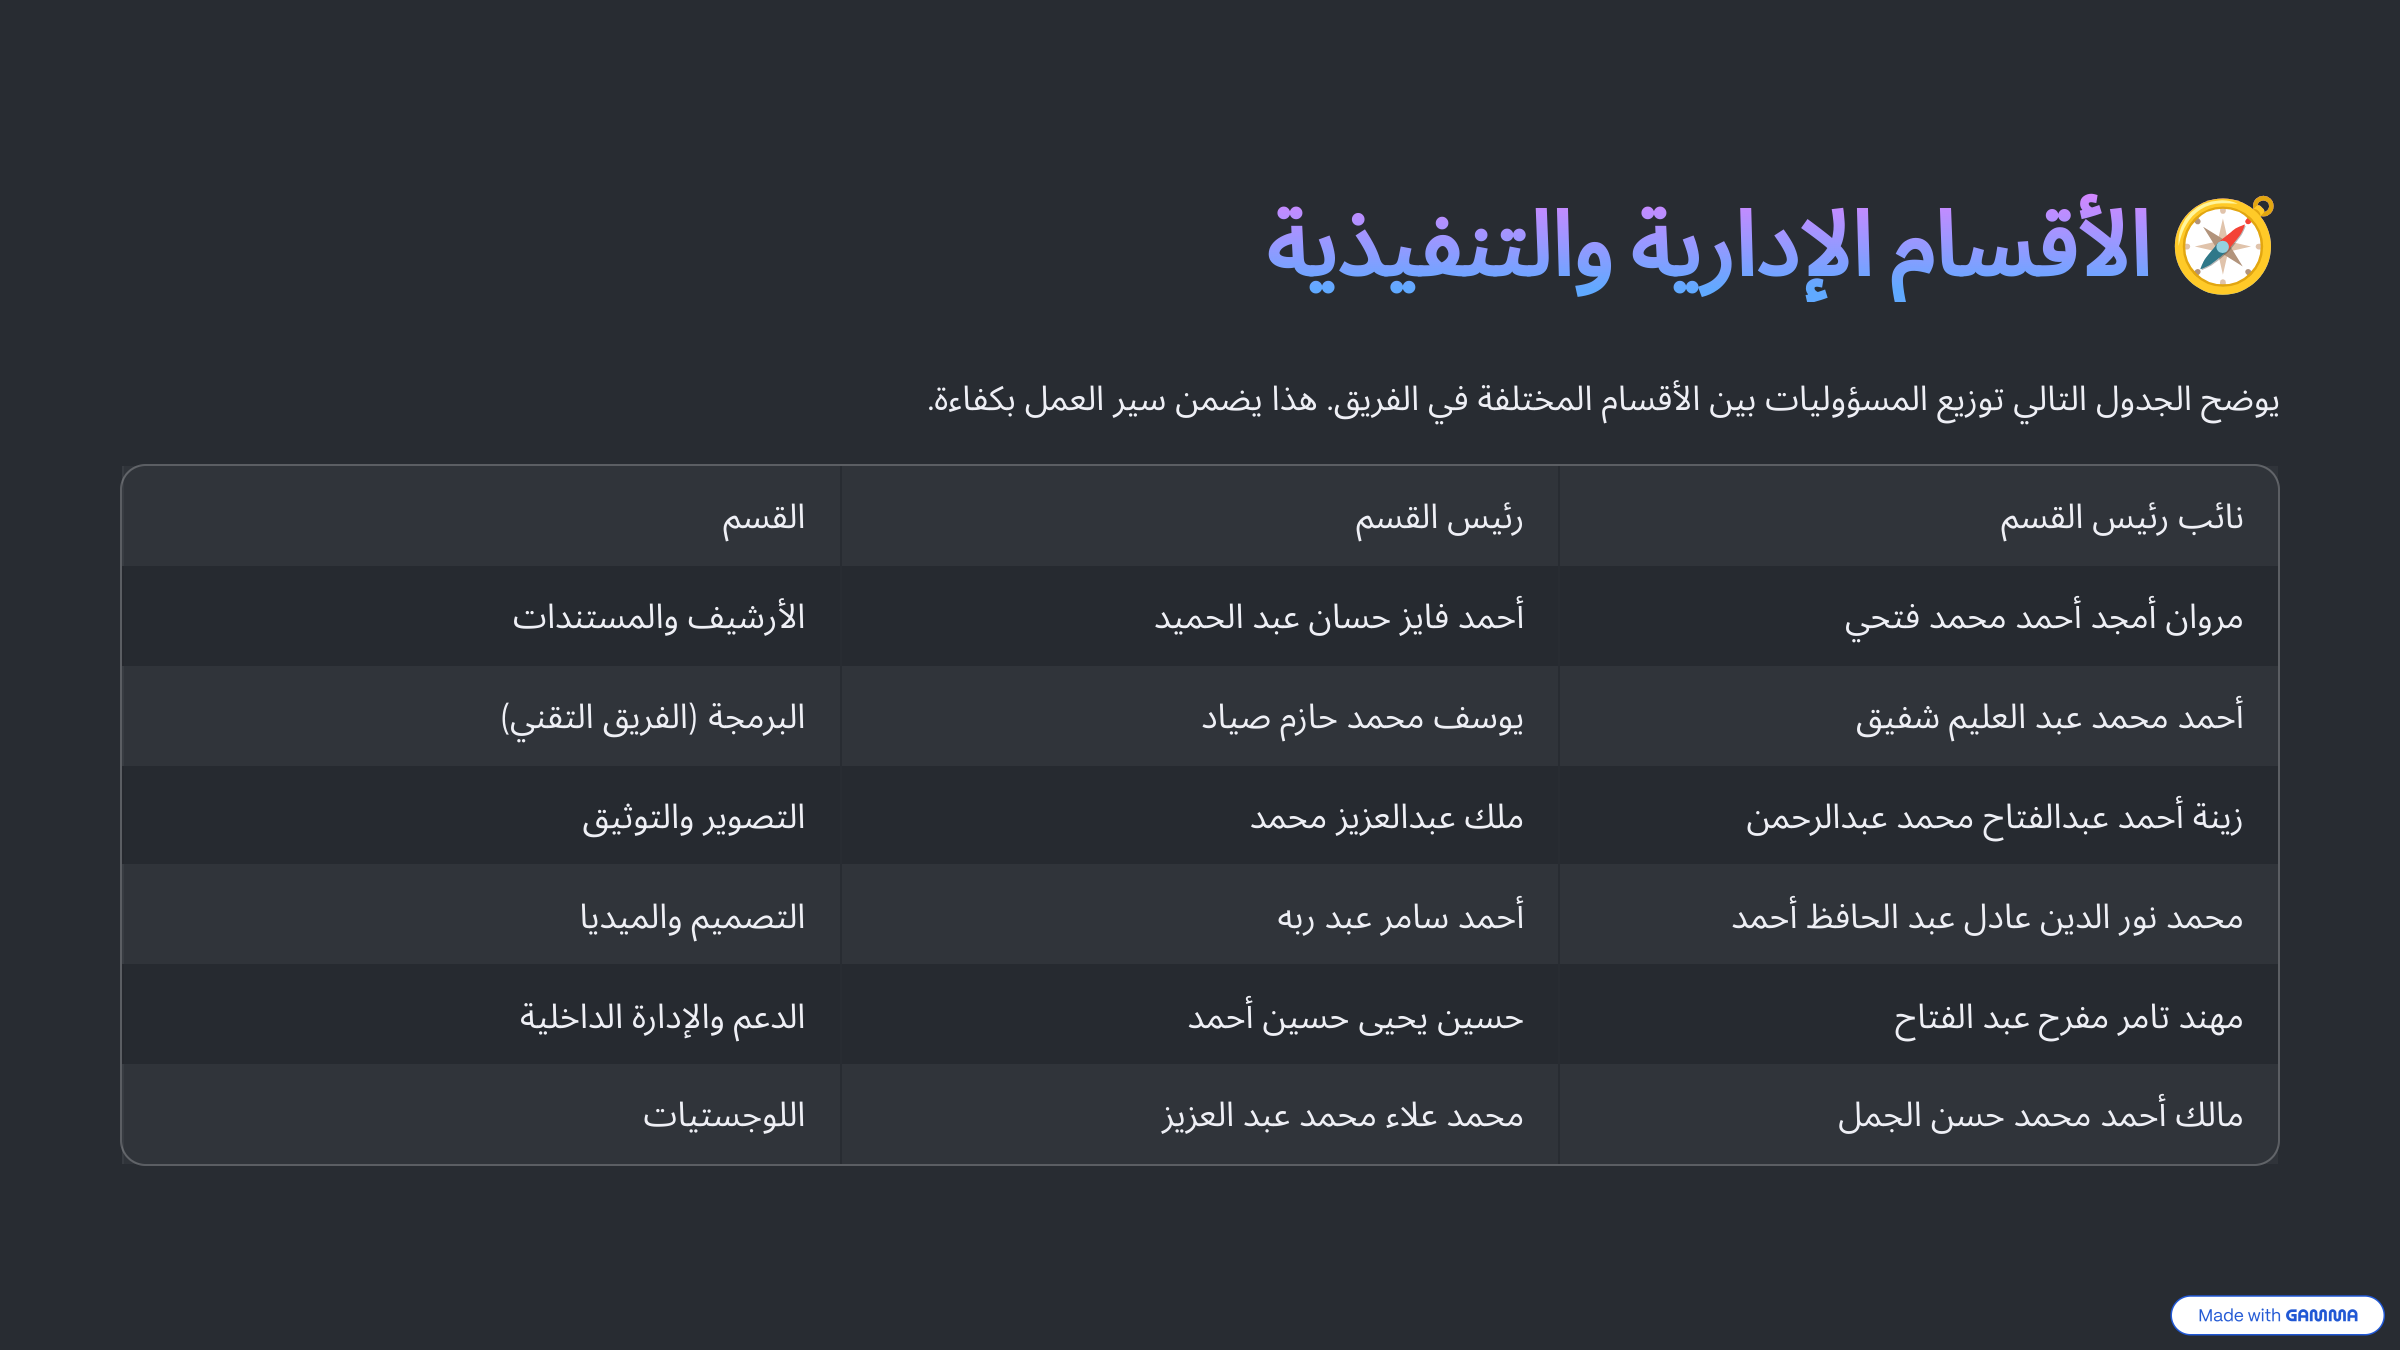 🧭 الأقسام الإدارية والتنفيذية
يوضح الجدول التالي توزيع المسؤوليات بين الأقسام المختلفة في الفريق. هذا يضمن سير العمل بكفاءة.
نائب رئيس القسم رئيس القسم القسم
مروان أمجد أحمد محمد فتحي أحمد فايز حسان عبد الحميد الأرشيف والمستندات
أحمد محمد عبد العليم شفيق يوسف محمد حازم صياد البرمجة (الفريق التقني)
زينة أحمد عبدالفتاح محمد عبدالرحمن ملك عبدالعزيز محمد التصوير والتوثيق
محمد نور الدين عادل عبد الحافظ أحمد أحمد سامر عبد ربه التصميم والميديا
مهند تامر مفرح عبد الفتاح حسين يحيى حسين أحمد الدعم والإدارة الداخلية
مالك أحمد محمد حسن الجمل محمد علاء محمد عبد العزيز اللوجستيات
Made with GAMMA